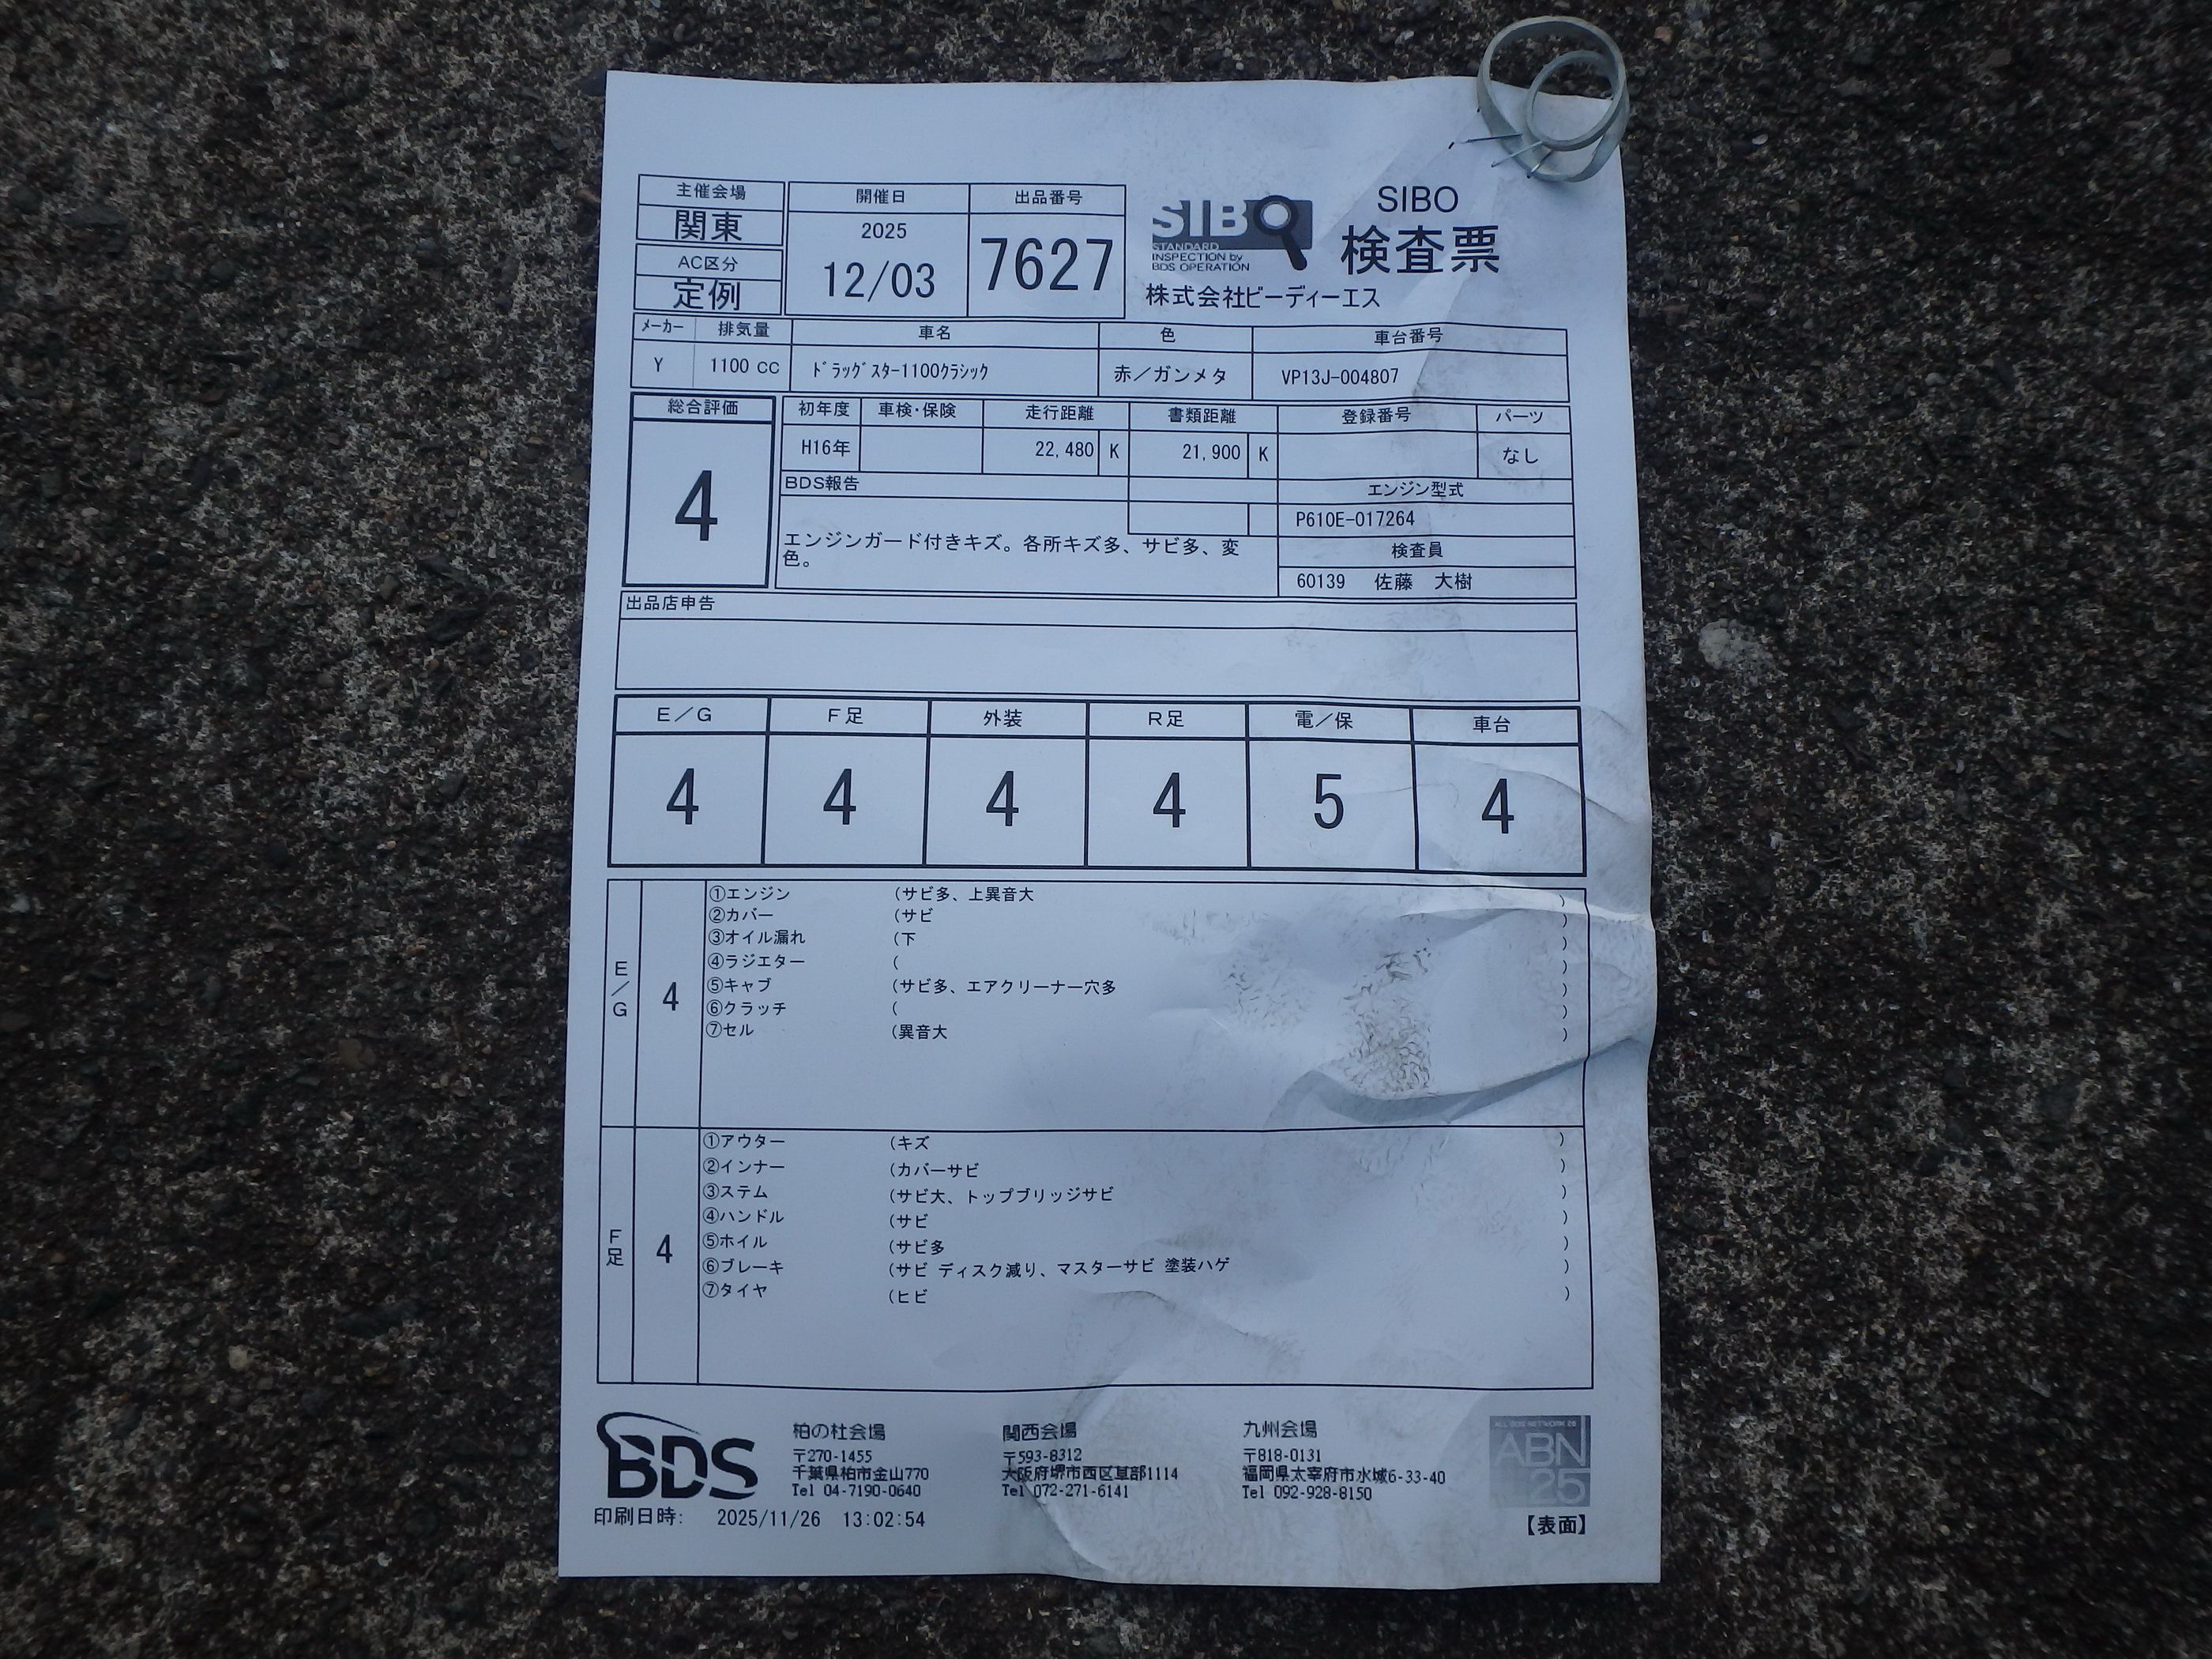 主催会場
関東
AC区分
定例
開催日
2025
12/03
出品番号
7627
SIBO
STANDARD
INSPECTION by
BDS OPERATION
SIBO
検査票
株式会社ビーディーエス
メーカー 排気量 車名 色 車台番号
Y 1100 CC ドラッグスター1100クラシック 赤／ガンメタ VP13J-004807
総合評価
4
初年度 車検・保険 走行距離 書類距離 登録番号 パーツ
H16年 22,480 K 21,900 K なし
BDS報告
エンジンガード付きキズ。各所キズ多、サビ多、変
色。
エンジン型式
P610E-017264
検査員
60139 佐藤 大樹
出品店申告
E／G F足 外装 R足 電／保 車台
4 4 4 4 5 4
E／G
4
①エンジン (サビ多、上異音大 )
②カバー (サビ )
③オイル漏れ (下 )
④ラジエター ( )
⑤キャブ (サビ多、エアクリーナー穴多 )
⑥クラッチ ( )
⑦セル (異音大 )
F足
4
①アウター (キズ )
②インナー (カバーサビ )
③ステム (サビ大、トップブリッジサビ )
④ハンドル (サビ )
⑤ホイル (サビ多 )
⑥ブレーキ (サビ ディスク減り、マスターサビ 塗装ハゲ )
⑦タイヤ (ヒビ )
BDS
柏の杜会場
〒270-1455
千葉県柏市金山770
Tel 04-7190-0640
関西会場
〒593-8312
大阪府堺市西区草部1114
Tel 072-271-6141
九州会場
〒818-0131
福岡県太宰府市水城6-33-40
Tel 092-928-8150
ALL BDS NETWORK
ABN
25
印刷日時: 2025/11/26 13:02:54
【表面】